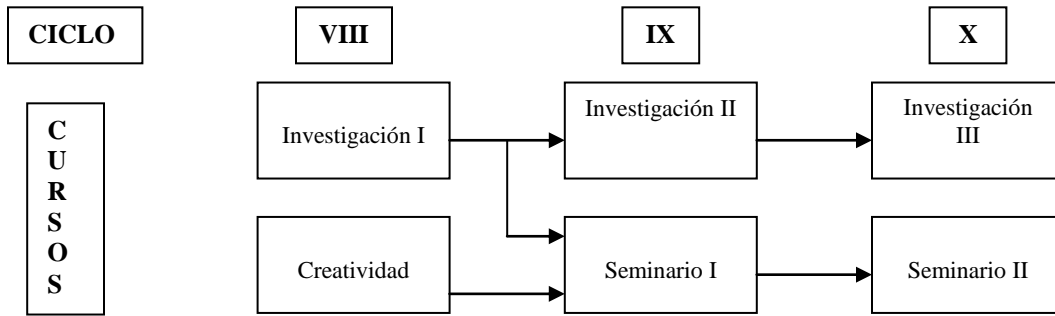 CICLO
VIII
IX
X
C
U
R
S
O
S
Investigación I
Investigación II
Investigación
III
Creatividad
Seminario I
Seminario II